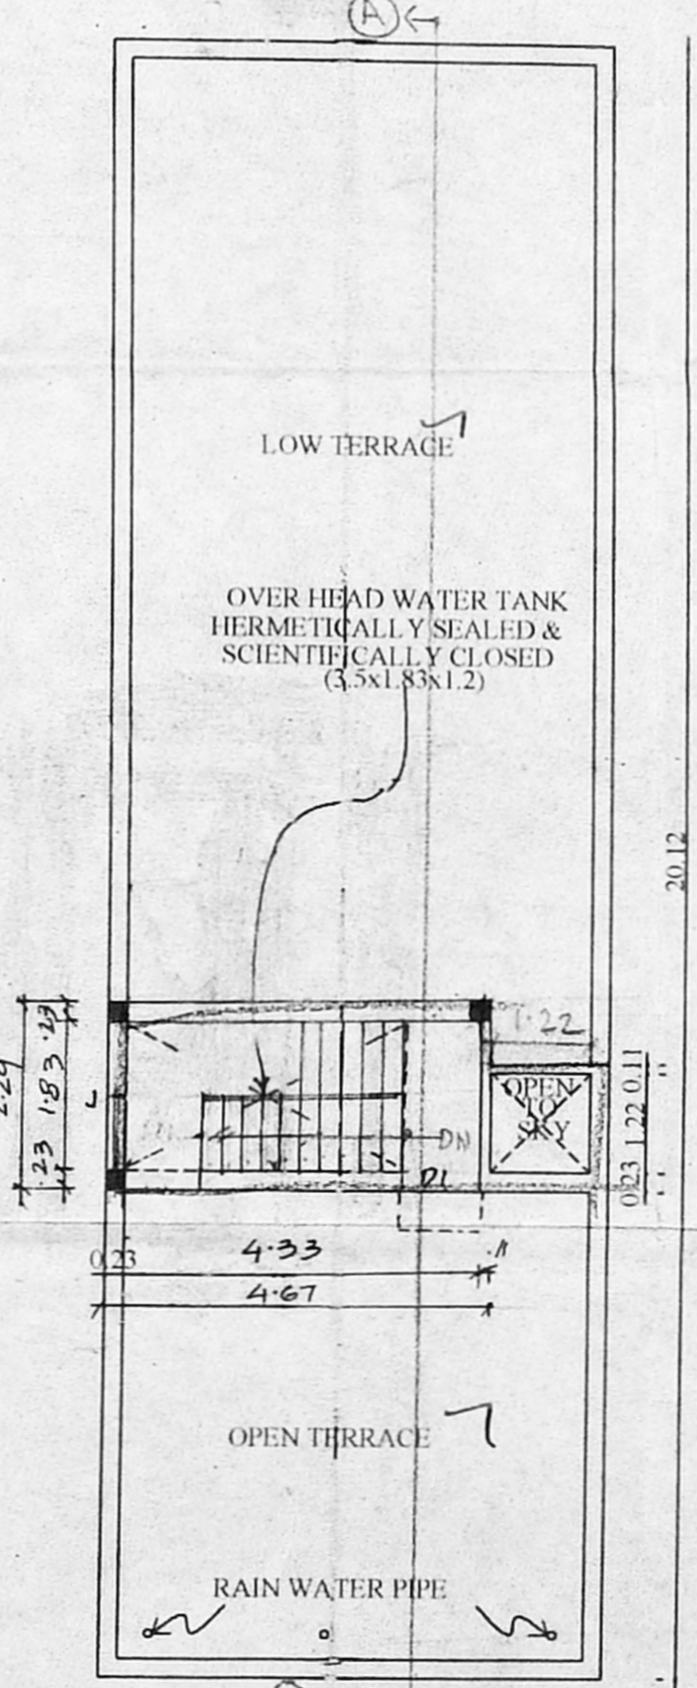 A
LOW TERRACE
OVER HEAD WATER TANK
HERMETICALLY SEALED &
SCIENTIFICALLY CLOSED
(3.5x1.83x1.2)
20.12
1.22
.23
1.83
.23
2.29
OPEN
TO
SKY
0.11
1.22
0.23
DN
D1
0.23
4.33
.11
4.67
OPEN TERRACE
RAIN WATER PIPE